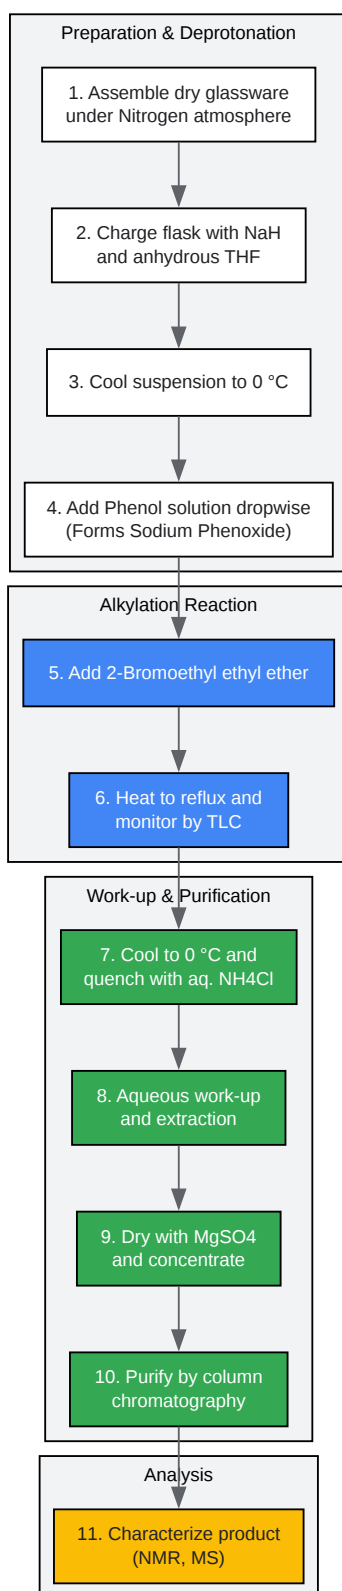 Preparation & Deprotonation
1. Assemble dry glassware
under Nitrogen atmosphere
2. Charge flask with NaH
and anhydrous THF
3. Cool suspension to 0 °C
4. Add Phenol solution dropwise
(Forms Sodium Phenoxide)
Alkylation Reaction
5. Add 2-Bromoethyl ethyl ether
6. Heat to reflux and
monitor by TLC
Work-up & Purification
7. Cool to 0 °C and
quench with aq. NH4Cl
8. Aqueous work-up
and extraction
9. Dry with MgSO4
and concentrate
10. Purify by column
chromatography
Analysis
11. Characterize product
(NMR, MS)